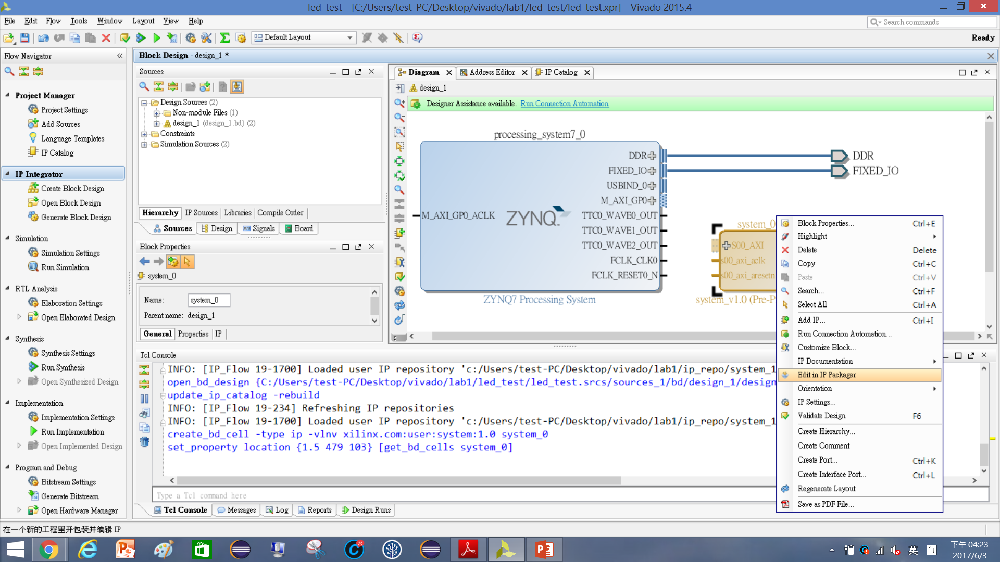 led_test - [C:/Users/test-PC/Desktop/vivado/lab1/led_test/led_test.xpr] - Vivado 2015.4
File Edit Flow Tools Window Layout View Help
Search commands
Default Layout
Ready
Flow Navigator
Project Manager
Project Settings
Add Sources
Language Templates
IP Catalog
IP Integrator
Create Block Design
Open Block Design
Generate Block Design
Simulation
Simulation Settings
Run Simulation
RTL Analysis
Elaboration Settings
Open Elaborated Design
Synthesis
Synthesis Settings
Run Synthesis
Open Synthesized Design
Implementation
Implementation Settings
Run Implementation
Open Implemented Design
Program and Debug
Bitstream Settings
Generate Bitstream
Open Hardware Manager
Block Design - design_1 *
Sources
Design Sources (2)
Non-module Files (1)
design_1 (design_1.bd) (2)
Constraints
Simulation Sources (2)
Hierarchy IP Sources Libraries Compile Order
Sources Design Signals Board
Block Properties
system_0
Name: system_0
Parent name: design_1
General Properties IP
Diagram Address Editor IP Catalog
design_1
Designer Assistance available. Run Connection Automation
processing_system7_0
DDR
FIXED_IO
USBIND_0
M_AXI_GP0
M_AXI_GP0_ACLK
ZYNQ
TTC0_WAVE0_OUT
TTC0_WAVE1_OUT
TTC0_WAVE2_OUT
FCLK_CLK0
FCLK_RESET0_N
ZYNQ7 Processing System
DDR
FIXED_IO
system_0
S00_AXI
s00_axi_aclk
s00_axi_aresetn
system_v1.0 (Pre-P
Block Properties... Ctrl+E
Highlight
Delete Delete
Copy Ctrl+C
Paste Ctrl+V
Search... Ctrl+F
Select All Ctrl+A
Add IP... Ctrl+I
Run Connection Automation...
Customize Block...
IP Documentation
Edit in IP Packager
Orientation
IP Settings...
Validate Design F6
Create Hierarchy...
Create Comment
Create Port... Ctrl+K
Create Interface Port... Ctrl+L
Regenerate Layout
Save as PDF File...
Tcl Console
INFO: [IP_Flow 19-1700] Loaded user IP repository 'c:/Users/test-PC/Desktop/vivado/lab1/ip_repo/system_1
open_bd_design {C:/Users/test-PC/Desktop/vivado/lab1/led_test/led_test.srcs/sources_1/bd/design_1/design
update_ip_catalog -rebuild
INFO: [IP_Flow 19-234] Refreshing IP repositories
INFO: [IP_Flow 19-1700] Loaded user IP repository 'c:/Users/test-PC/Desktop/vivado/lab1/ip_repo/system_1
create_bd_cell -type ip -vlnv xilinx.com:user:system:1.0 system_0
set_property location {1.5 479 103} [get_bd_cells system_0]
Type a Tcl command here
Tcl Console Messages Log Reports Design Runs
在一个新的工程里开包装并编辑 IP
英
下午 04:23
2017/6/3